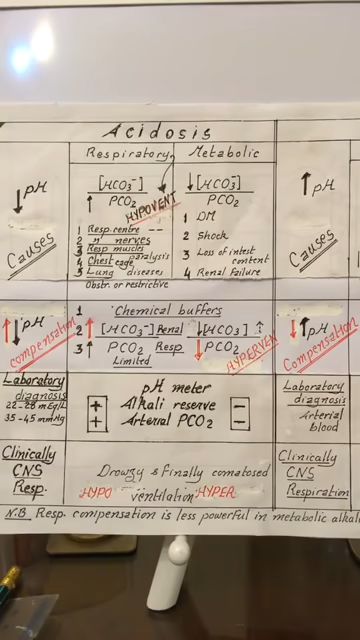 Acidosis
Respiratory Metabolic
↓pH [HCO3-] ↓[HCO3-] ↑pH
↑ PCO2 PCO2
HYPOVENT
Causes
1 Resp. centre --
2 " nerves
3 Resp muscles paralysis
4 Chest cage
5 Lung diseases
Obstr. or restrictive
1 DM
2 Shock
3 Loss of intest content
4 Renal Failure
Causes
↑↓pH
compensation
1 Chemical buffers
2 ↑[HCO3-] Renal ↓[HCO3-] ↑
3 ↑ PCO2 Resp ↓ PCO2
Limited
HYPERVEN
↓↑pH
Compensation
Laboratory
diagnosis
22-28 mEq/L
35-45 mmHg
pH meter
+ Alkali reserve -
+ Arterial PCO2 -
Laboratory
diagnosis
Arterial
blood
Clinically
CNS
Resp.
Drowzy & finally comatosed
HYPO ventilation HYPER
Clinically
CNS
Respiration
N.B Resp. compensation is less powerful in metabolic